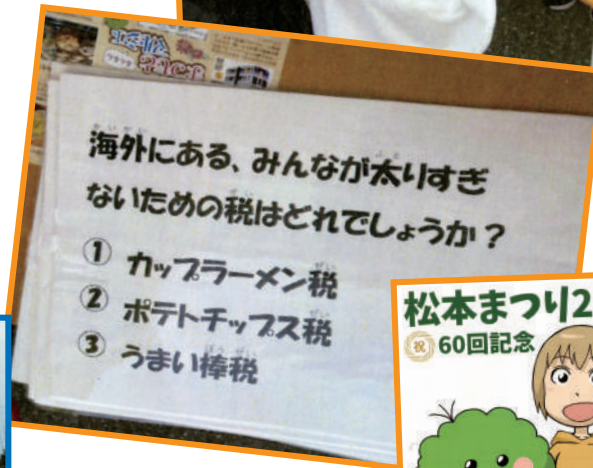 海外にある、みんなが太りすぎ
ないための税はどれでしょうか？
① カップラーメン税
② ポテトチップス税
③ うまい棒税
松本まつり2
祝 60回記念